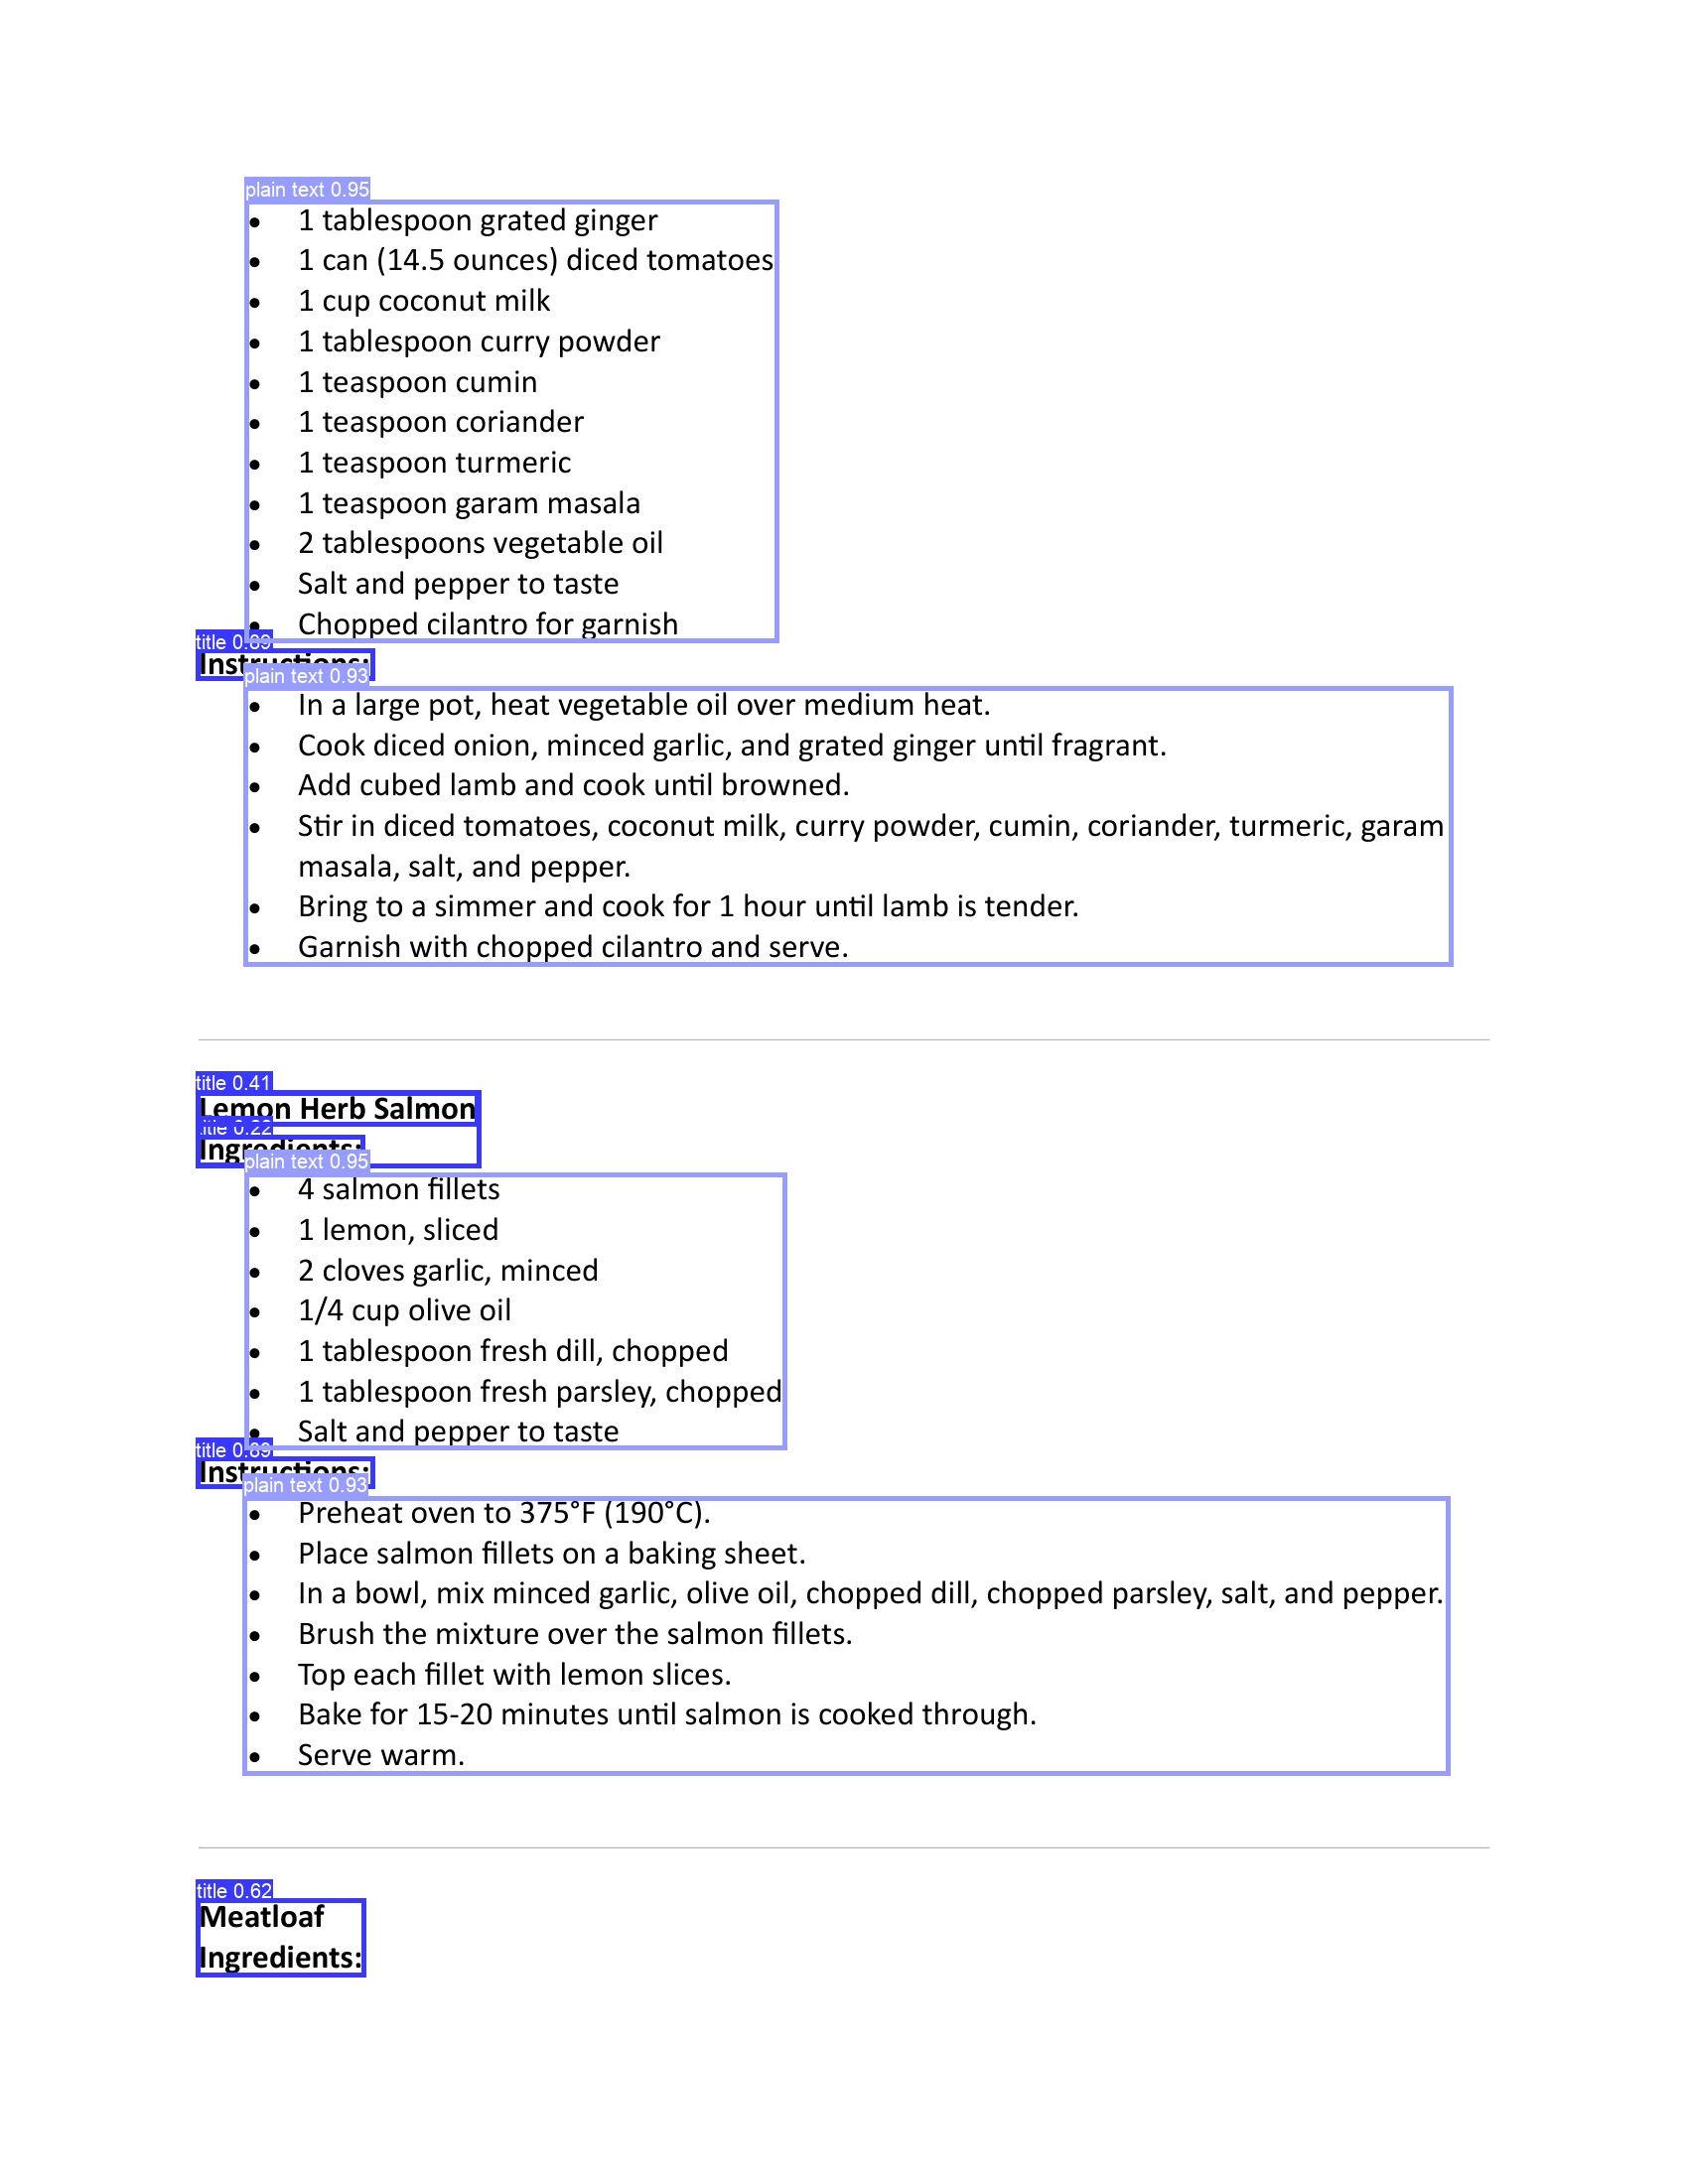 plain text 0.95
• 1 tablespoon grated ginger
• 1 can (14.5 ounces) diced tomatoes
• 1 cup coconut milk
• 1 tablespoon curry powder
• 1 teaspoon cumin
• 1 teaspoon coriander
• 1 teaspoon turmeric
• 1 teaspoon garam masala
• 2 tablespoons vegetable oil
• Salt and pepper to taste
• Chopped cilantro for garnish
title 0.89
Instructions:
plain text 0.93
• In a large pot, heat vegetable oil over medium heat.
• Cook diced onion, minced garlic, and grated ginger until fragrant.
• Add cubed lamb and cook until browned.
• Stir in diced tomatoes, coconut milk, curry powder, cumin, coriander, turmeric, garam
masala, salt, and pepper.
• Bring to a simmer and cook for 1 hour until lamb is tender.
• Garnish with chopped cilantro and serve.
title 0.41
Lemon Herb Salmon
title 0.22
Ingredients:
plain text 0.95
• 4 salmon fillets
• 1 lemon, sliced
• 2 cloves garlic, minced
• 1/4 cup olive oil
• 1 tablespoon fresh dill, chopped
• 1 tablespoon fresh parsley, chopped
• Salt and pepper to taste
title 0.89
Instructions:
plain text 0.93
• Preheat oven to 375°F (190°C).
• Place salmon fillets on a baking sheet.
• In a bowl, mix minced garlic, olive oil, chopped dill, chopped parsley, salt, and pepper.
• Brush the mixture over the salmon fillets.
• Top each fillet with lemon slices.
• Bake for 15-20 minutes until salmon is cooked through.
• Serve warm.
title 0.62
Meatloaf
Ingredients: